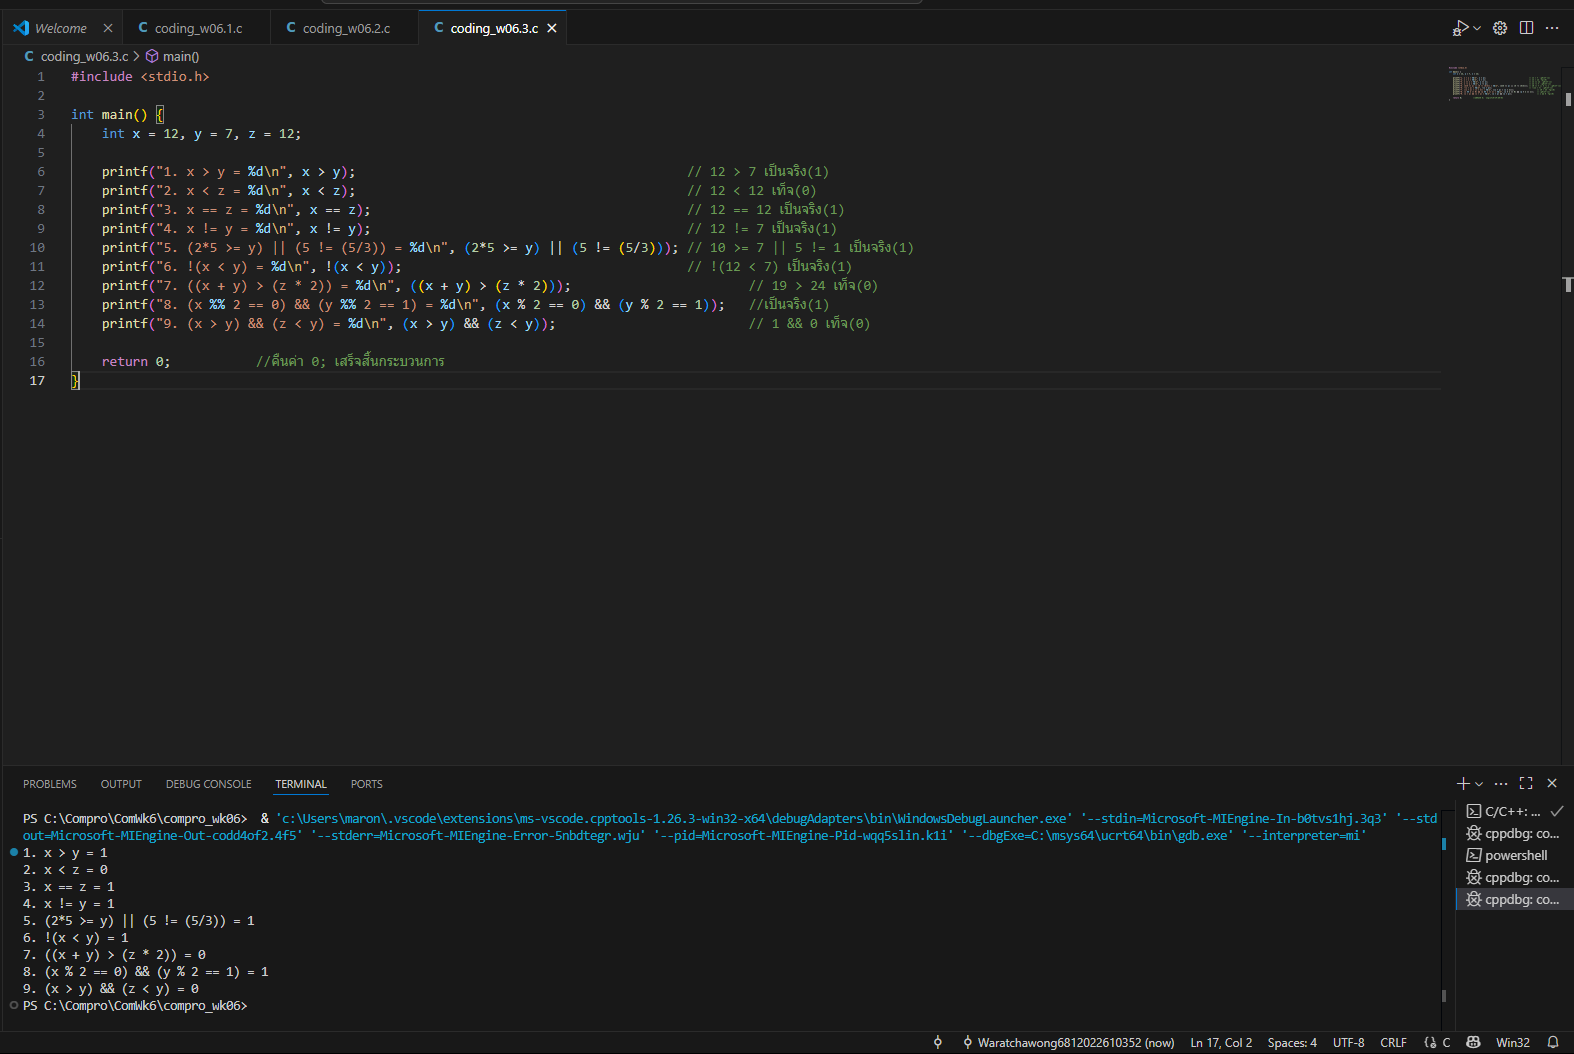 Welcome
coding_w06.1.c
coding_w06.2.c
coding_w06.3.c
coding_w06.3.c > main()
1 #include <stdio.h>
2
3 int main() {
4     int x = 12, y = 7, z = 12;
5
6     printf("1. x > y = %d\n", x > y); // 12 > 7 เป็นจริง(1)
7     printf("2. x < z = %d\n", x < z); // 12 < 12 เท็จ(0)
8     printf("3. x == z = %d\n", x == z); // 12 == 12 เป็นจริง(1)
9     printf("4. x != y = %d\n", x != y); // 12 != 7 เป็นจริง(1)
10     printf("5. (2*5 >= y) || (5 != (5/3)) = %d\n", (2*5 >= y) || (5 != (5/3))); // 10 >= 7 || 5 != 1 เป็นจริง(1)
11     printf("6. !(x < y) = %d\n", !(x < y)); // !(12 < 7) เป็นจริง(1)
12     printf("7. ((x + y) > (z * 2)) = %d\n", ((x + y) > (z * 2))); // 19 > 24 เท็จ(0)
13     printf("8. (x %% 2 == 0) && (y %% 2 == 1) = %d\n", (x % 2 == 0) && (y % 2 == 1)); //เป็นจริง(1)
14     printf("9. (x > y) && (z < y) = %d\n", (x > y) && (z < y)); // 1 && 0 เท็จ(0)
15
16     return 0; //คืนค่า 0; เสร็จสิ้นกระบวนการ
17 }
PROBLEMS OUTPUT DEBUG CONSOLE TERMINAL PORTS
PS C:\Compro\ComWk6\compro_wk06> & 'c:\Users\maron\.vscode\extensions\ms-vscode.cpptools-1.26.3-win32-x64\debugAdapters\bin\WindowsDebugLauncher.exe' '--stdin=Microsoft-MIEngine-In-b0tvs1hj.3q3' '--std
out=Microsoft-MIEngine-Out-codd4of2.4f5' '--stderr=Microsoft-MIEngine-Error-5nbdtegr.wju' '--pid=Microsoft-MIEngine-Pid-wqq5slin.k1i' '--dbgExe=C:\msys64\ucrt64\bin\gdb.exe' '--interpreter=mi'
1. x > y = 1
2. x < z = 0
3. x == z = 1
4. x != y = 1
5. (2*5 >= y) || (5 != (5/3)) = 1
6. !(x < y) = 1
7. ((x + y) > (z * 2)) = 0
8. (x % 2 == 0) && (y % 2 == 1) = 1
9. (x > y) && (z < y) = 0
PS C:\Compro\ComWk6\compro_wk06>
C/C++: ...
cppdbg: co...
powershell
cppdbg: co...
cppdbg: co...
Waratchawong6812022610352 (now) Ln 17, Col 2 Spaces: 4 UTF-8 CRLF C Win32